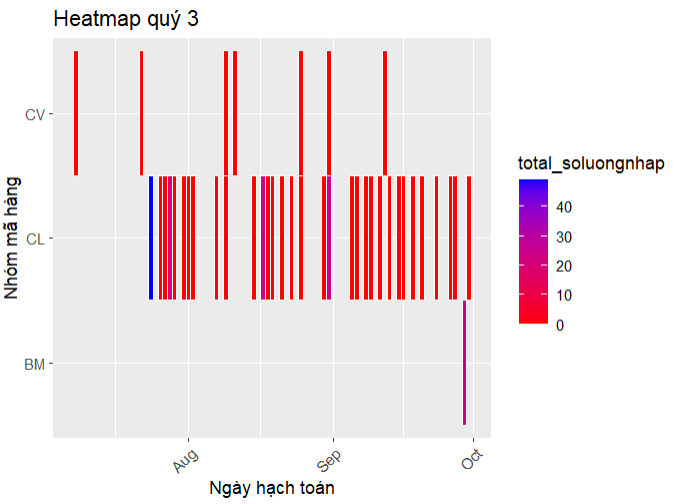 Heatmap quý 3
Nhóm mã hàng
CV
CL
BM
Aug
Sep
Oct
Ngày hạch toán
total_soluongnhap
40
30
20
10
0